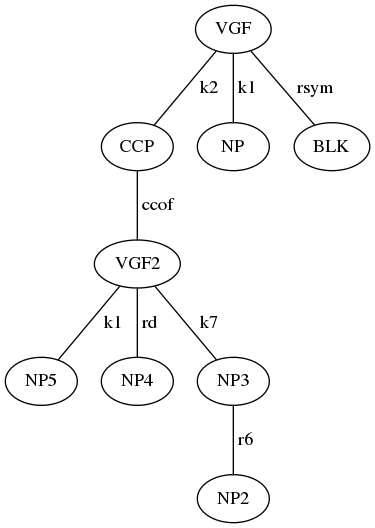 VGF
k2 k1 rsym
CCP NP BLK
ccof
VGF2
k1 rd k7
NP5 NP4 NP3
r6
NP2